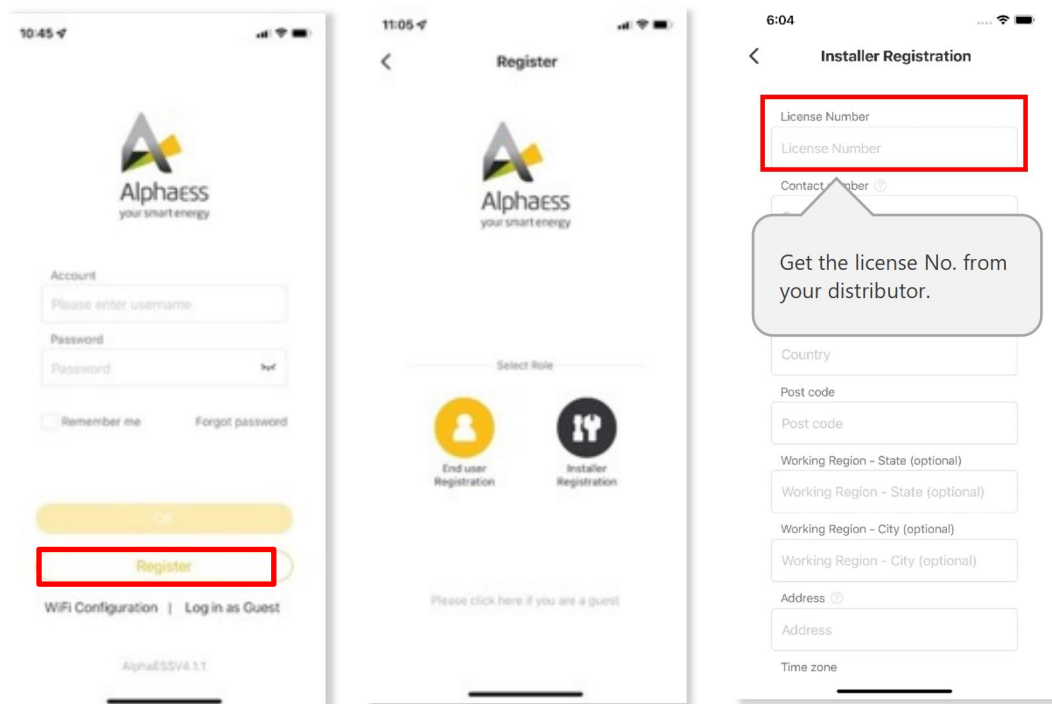 10:45
Alphaess
your smart energy
Account
Please enter username
Password
Password
Remember me
Forgot password
OK
Register
WiFi Configuration | Log in as Guest
AlphaESSV4.1.1
11:05
Register
Alphaess
your smart energy
Select Role
End user
Registration
Installer
Registration
Please click here if you are a guest
6:04
Installer Registration
License Number
License Number
Contact number
Get the license No. from
your distributor.
Country
Post code
Post code
Working Region - State (optional)
Working Region - State (optional)
Working Region - City (optional)
Working Region - City (optional)
Address
Address
Time zone